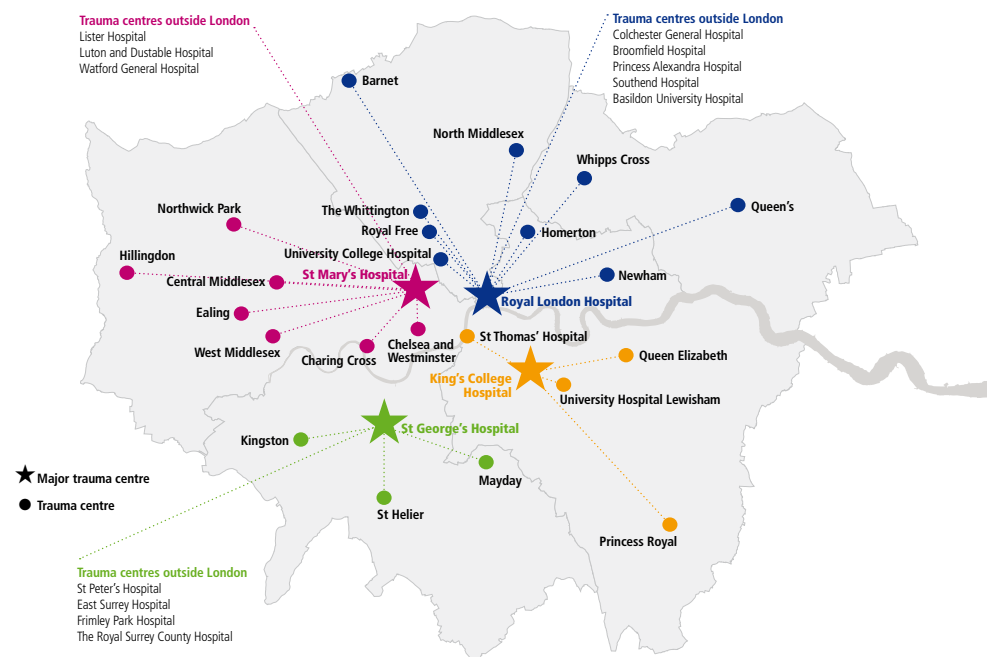 Trauma centres outside London
Lister Hospital
Luton and Dustable Hospital
Watford General Hospital
Trauma centres outside London
Colchester General Hospital
Broomfield Hospital
Princess Alexandra Hospital
Southend Hospital
Basildon University Hospital
Barnet
North Middlesex
Whipps Cross
Northwick Park
The Whittington
Queen's
Royal Free
Homerton
University College Hospital
Hillingdon
St Mary's Hospital
Newham
Central Middlesex
Royal London Hospital
Ealing
St Thomas' Hospital
West Middlesex
Charing Cross
Chelsea and
Westminster
Queen Elizabeth
King's College
Hospital
University Hospital Lewisham
St George's Hospital
Kingston
Major trauma centre
Mayday
Trauma centre
St Helier
Princess Royal
Trauma centres outside London
St Peter's Hospital
East Surrey Hospital
Frimley Park Hospital
The Royal Surrey County Hospital